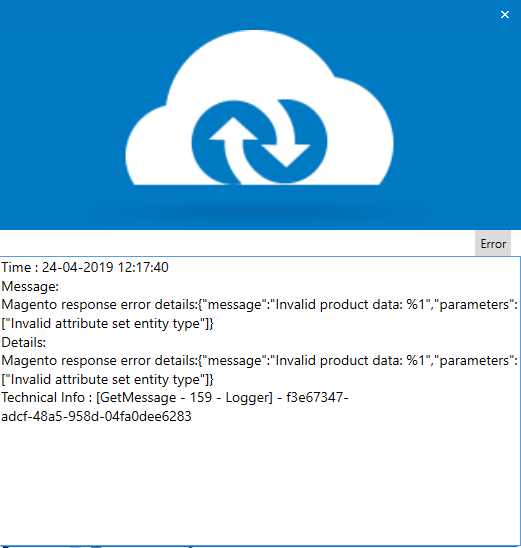 Error
Time : 24-04-2019 12:17:40
Message:
Magento response error details:{"message":"Invalid product data: %1","parameters":
["Invalid attribute set entity type"]}
Details:
Magento response error details:{"message":"Invalid product data: %1","parameters":
["Invalid attribute set entity type"]}
Technical Info : [GetMessage - 159 - Logger] - f3e67347-
adcf-48a5-958d-04fa0dee6283